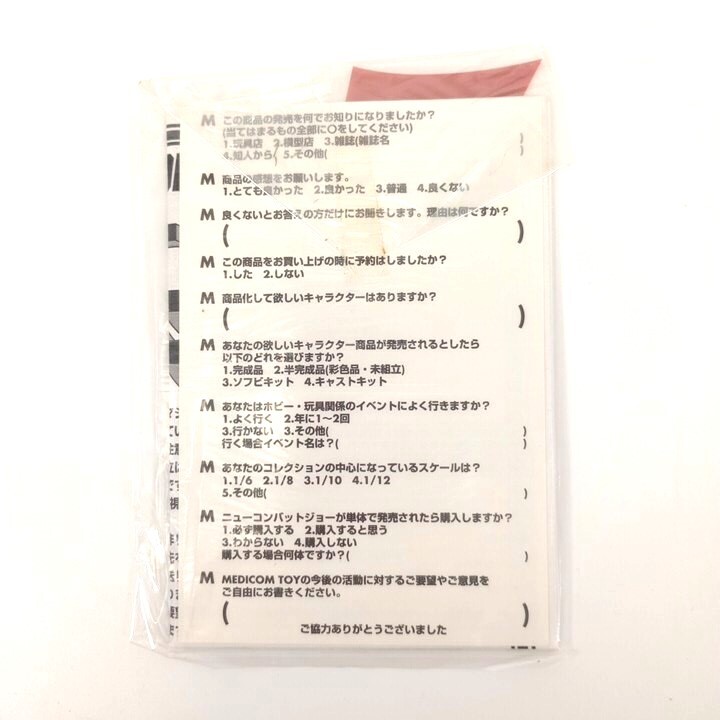 M この商品の発売を何でお知りになりましたか?
(当てはまるもの全部に○をしてください)
1.玩具店 2.模型店 3.雑誌(雑誌名 )
4.知人から( 5.その他( )
M 商品の感想をお願いします。
1.とても良かった 2.良かった 3.普通 4.良くない
M 良くないとお答えの方だけにお聞きします。理由は何ですか?
( )
M この商品をお買い上げの時に予約はしましたか?
1.した 2.しない
M 商品化して欲しいキャラクターはありますか?
( )
M あなたの欲しいキャラクター商品が発売されるとしたら
以下のどれを選びますか?
1.完成品 2.半完成品(彩色品・未組立)
3.ソフビキット 4.キャストキット
M あなたはホビー・玩具関係のイベントによく行きますか?
1.よく行く 2.年に1〜2回
3.行かない 3.その他( )
行く場合イベント名は?( )
M あなたのコレクションの中心になっているスケールは?
1.1/6 2.1/8 3.1/10 4.1/12
5.その他( )
M ニューコンバットジョーが単体で発売されたら購入しますか?
1.必ず購入する 2.購入すると思う
3.わからない 4.購入しない
購入する場合何体ですか?( )
M MEDICOM TOYの今後の活動に対するご要望やご意見を
ご自由にお書きください。
( )
ご協力ありがとうございました